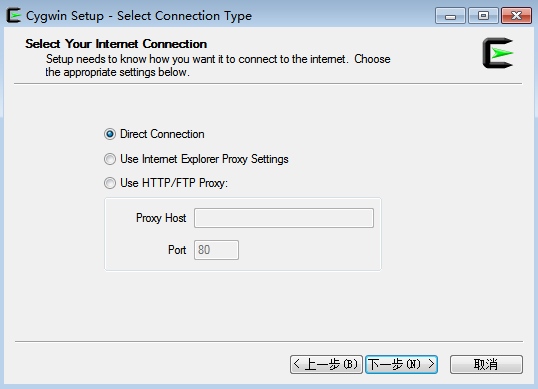 Cygwin Setup - Select Connection Type
Select Your Internet Connection
Setup needs to know how you want it to connect to the internet. Choose
the appropriate settings below.
Direct Connection
Use Internet Explorer Proxy Settings
Use HTTP/FTP Proxy:
Proxy Host
Port 80
< 上一步(B) 下一步(N) > 取消